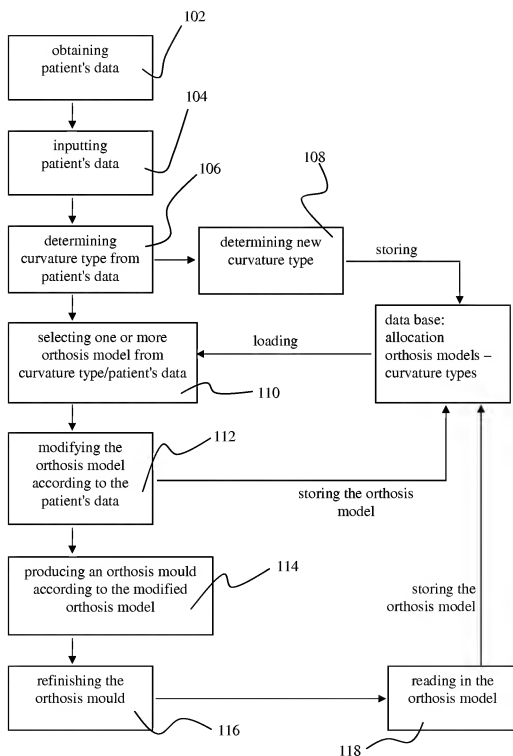 102
obtaining
patient's data
104
inputting
patient's data
106
108
determining
curvature type from
patient's data
determining new
curvature type
storing
data base:
allocation
orthosis models –
curvature types
loading
selecting one or more
orthosis model from
curvature type/patient's data
110
112
modifying the
orthosis model
according to the
patient's data
storing the orthosis
model
114
producing an orthosis mould
according to the modified
orthosis model
storing the
orthosis model
refinishing the
orthosis mould
116
reading in the
orthosis model
118